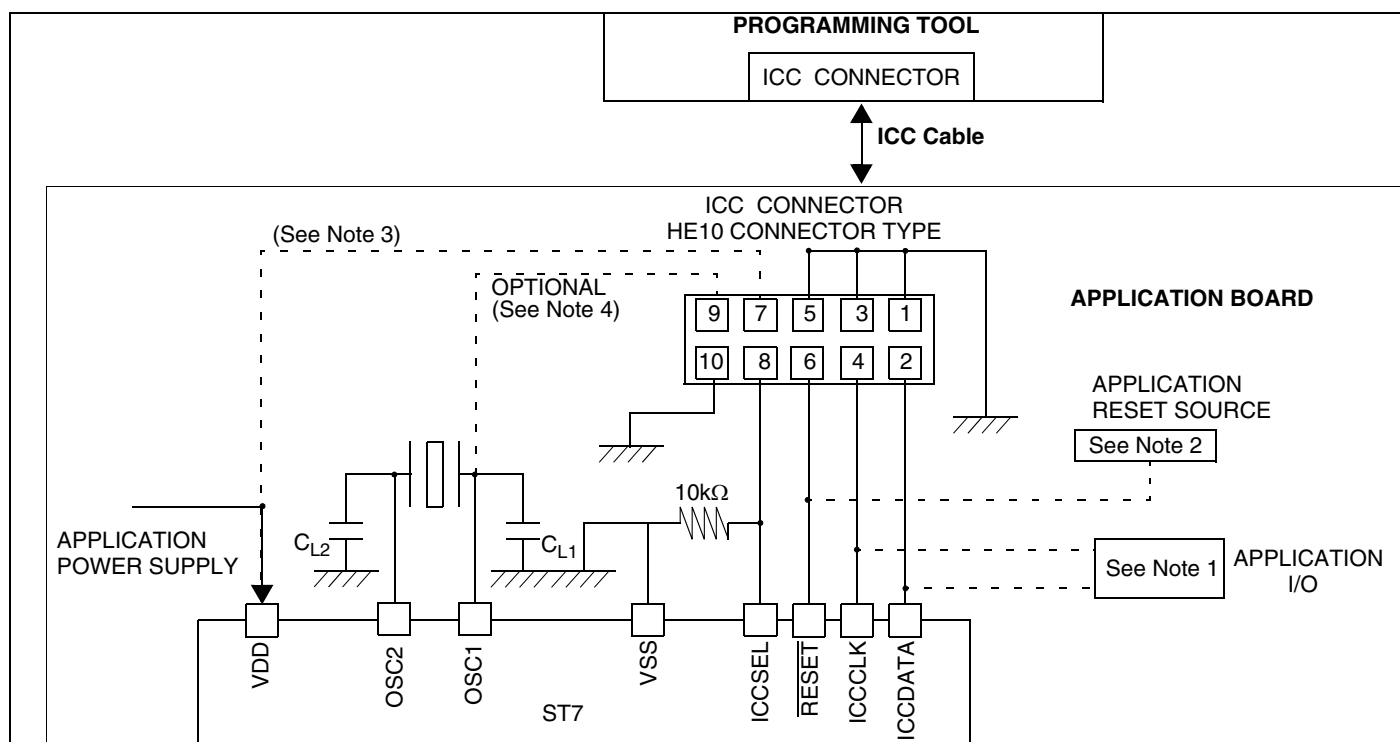 PROGRAMMING TOOL
ICC CONNECTOR
ICC Cable
ICC CONNECTOR
HE10 CONNECTOR TYPE
(See Note 3)
OPTIONAL
(See Note 4)
9 7 5 3 1
10 8 6 4 2
APPLICATION BOARD
APPLICATION
RESET SOURCE
See Note 2
10kΩ
APPLICATION
POWER SUPPLY
CL2
CL1
See Note 1
APPLICATION
I/O
VDD
OSC2
OSC1
VSS
ICCSEL
RESET
ICCCLK
ICCDATA
ST7